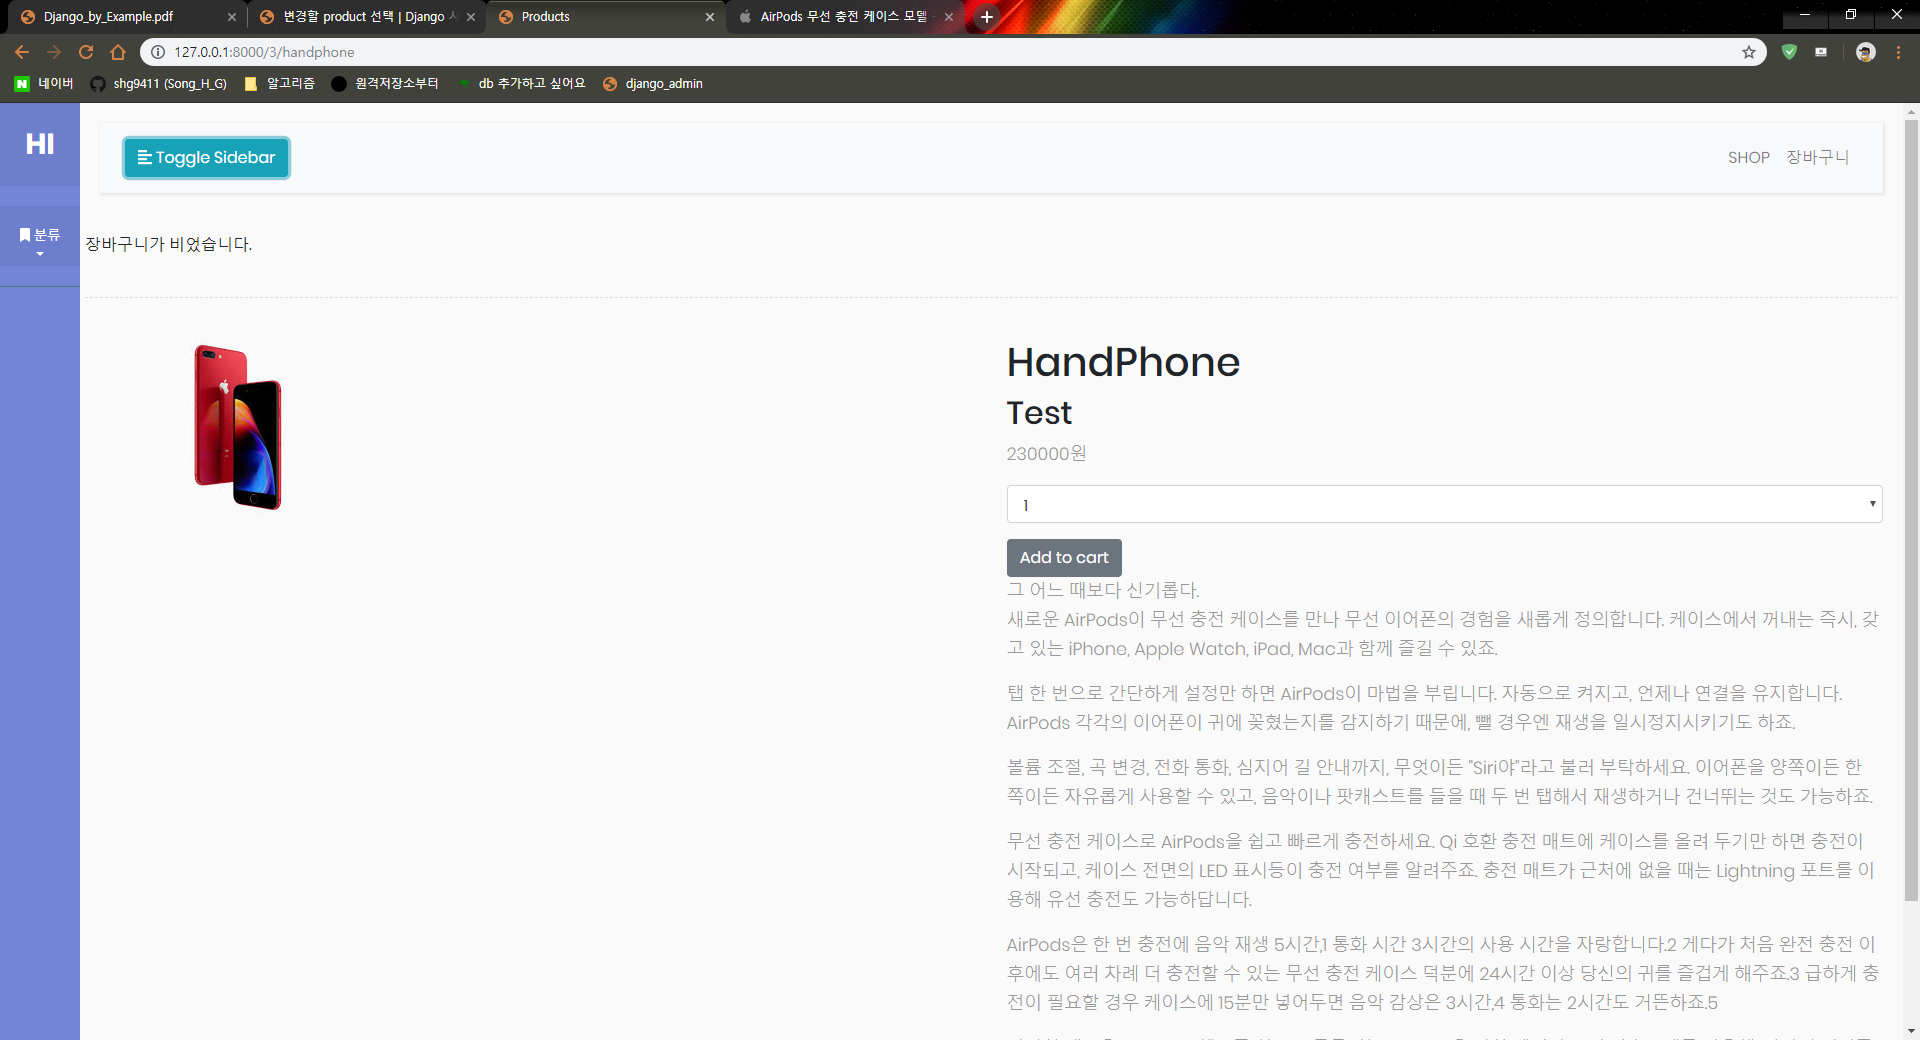 Django_by_Example.pdf
변경할 product 선택 | Django 사
Products
AirPods 무선 충전 케이스 모델
127.0.0.1:8000/3/handphone
네이버
shg9411 (Song_H_G)
알고리즘
원격저장소부터
db 추가하고 싶어요
django_admin
HI
Toggle Sidebar
SHOP
장바구니
분류
장바구니가 비었습니다.
HandPhone
Test
230000원
1
Add to cart
그 어느 때보다 신기롭다.
새로운 AirPods이 무선 충전 케이스를 만나 무선 이어폰의 경험을 새롭게 정의합니다. 케이스에서 꺼내는 즉시, 갖
고 있는 iPhone, Apple Watch, iPad, Mac과 함께 즐길 수 있죠.
탭 한 번으로 간단하게 설정만 하면 AirPods이 마법을 부립니다. 자동으로 켜지고, 언제나 연결을 유지합니다.
AirPods 각각의 이어폰이 귀에 꽂혔는지를 감지하기 때문에, 뺄 경우엔 재생을 일시정지시키기도 하죠.
볼륨 조절, 곡 변경, 전화 통화, 심지어 길 안내까지, 무엇이든 "Siri야"라고 불러 부탁하세요. 이어폰을 양쪽이든 한
쪽이든 자유롭게 사용할 수 있고, 음악이나 팟캐스트를 들을 때 두 번 탭해서 재생하거나 건너뛰는 것도 가능하죠.
무선 충전 케이스로 AirPods을 쉽고 빠르게 충전하세요. Qi 호환 충전 매트에 케이스를 올려 두기만 하면 충전이
시작되고, 케이스 전면의 LED 표시등이 충전 여부를 알려주죠. 충전 매트가 근처에 없을 때는 Lightning 포트를 이
용해 유선 충전도 가능하답니다.
AirPods은 한 번 충전에 음악 재생 5시간,1 통화 시간 3시간의 사용 시간을 자랑합니다.2 게다가 처음 완전 충전 이
후에도 여러 차례 더 충전할 수 있는 무선 충전 케이스 덕분에 24시간 이상 당신의 귀를 즐겁게 해주죠.3 급하게 충
전이 필요할 경우 케이스에 15분만 넣어두면 음악 감상은 3시간,4 통화는 2시간도 거뜬하죠.5